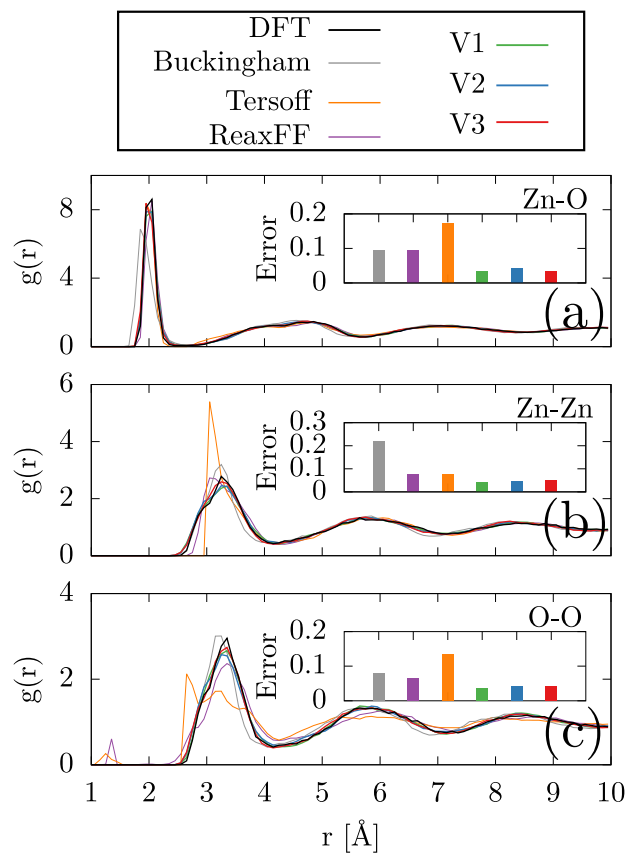 DFT
Buckingham
Tersoff
ReaxFF
V1
V2
V3
g(r)
8
4
0
Error
0.2
0.1
0
Zn-O
(a)
g(r)
6
4
2
0
Error
0.3
0.2
0.1
0
Zn-Zn
(b)
g(r)
4
2
0
Error
0.2
0.1
0
O-O
(c)
1 2 3 4 5 6 7 8 9 10
r [Å]